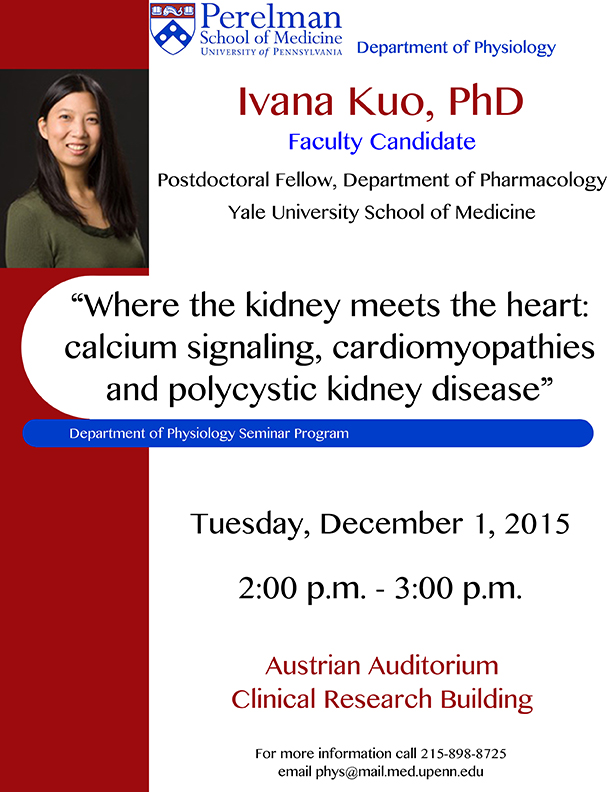 Perelman
School of Medicine
University of Pennsylvania
Department of Physiology
Ivana Kuo, PhD
Faculty Candidate
Postdoctoral Fellow, Department of Pharmacology
Yale University School of Medicine
“Where the kidney meets the heart:
calcium signaling, cardiomyopathies
and polycystic kidney disease”
Department of Physiology Seminar Program
Tuesday, December 1, 2015
2:00 p.m. - 3:00 p.m.
Austrian Auditorium
Clinical Research Building
For more information call 215-898-8725
email phys@mail.med.upenn.edu